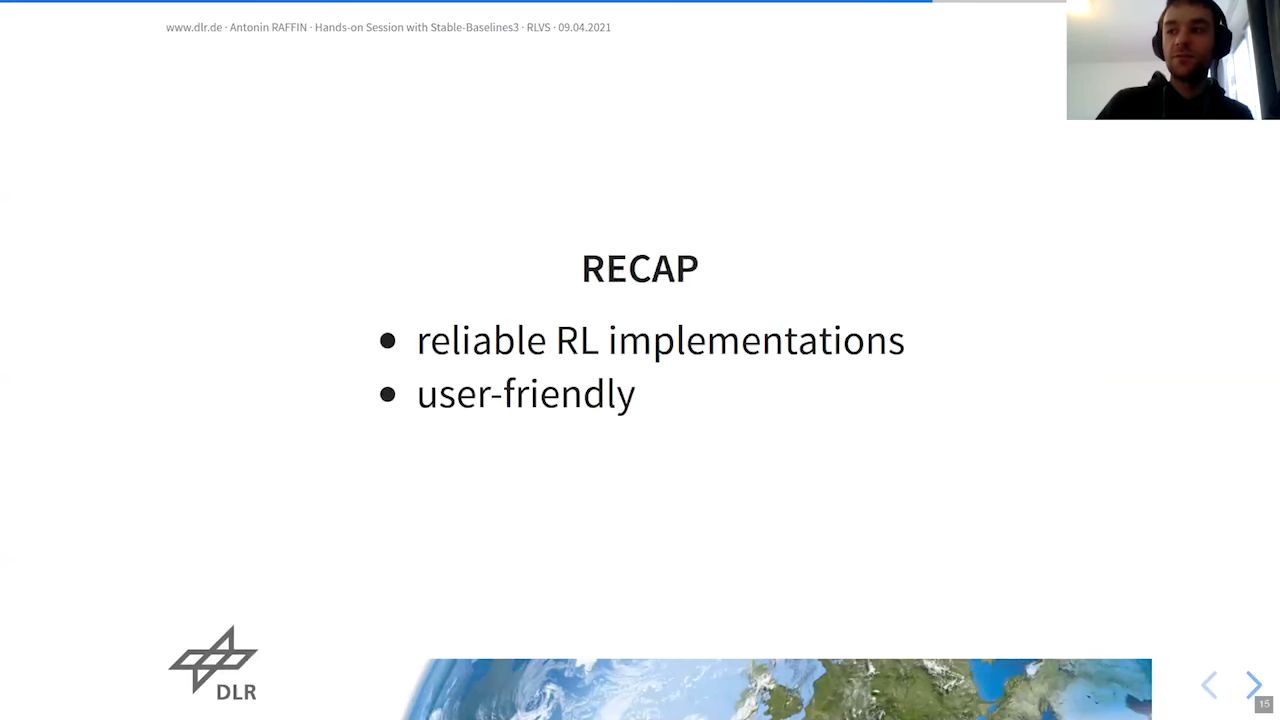 www.dlr.de · Antonin RAFFIN · Hands-on Session with Stable-Baselines3 · RLVS · 09.04.2021
RECAP
• reliable RL implementations
• user-friendly
DLR
15